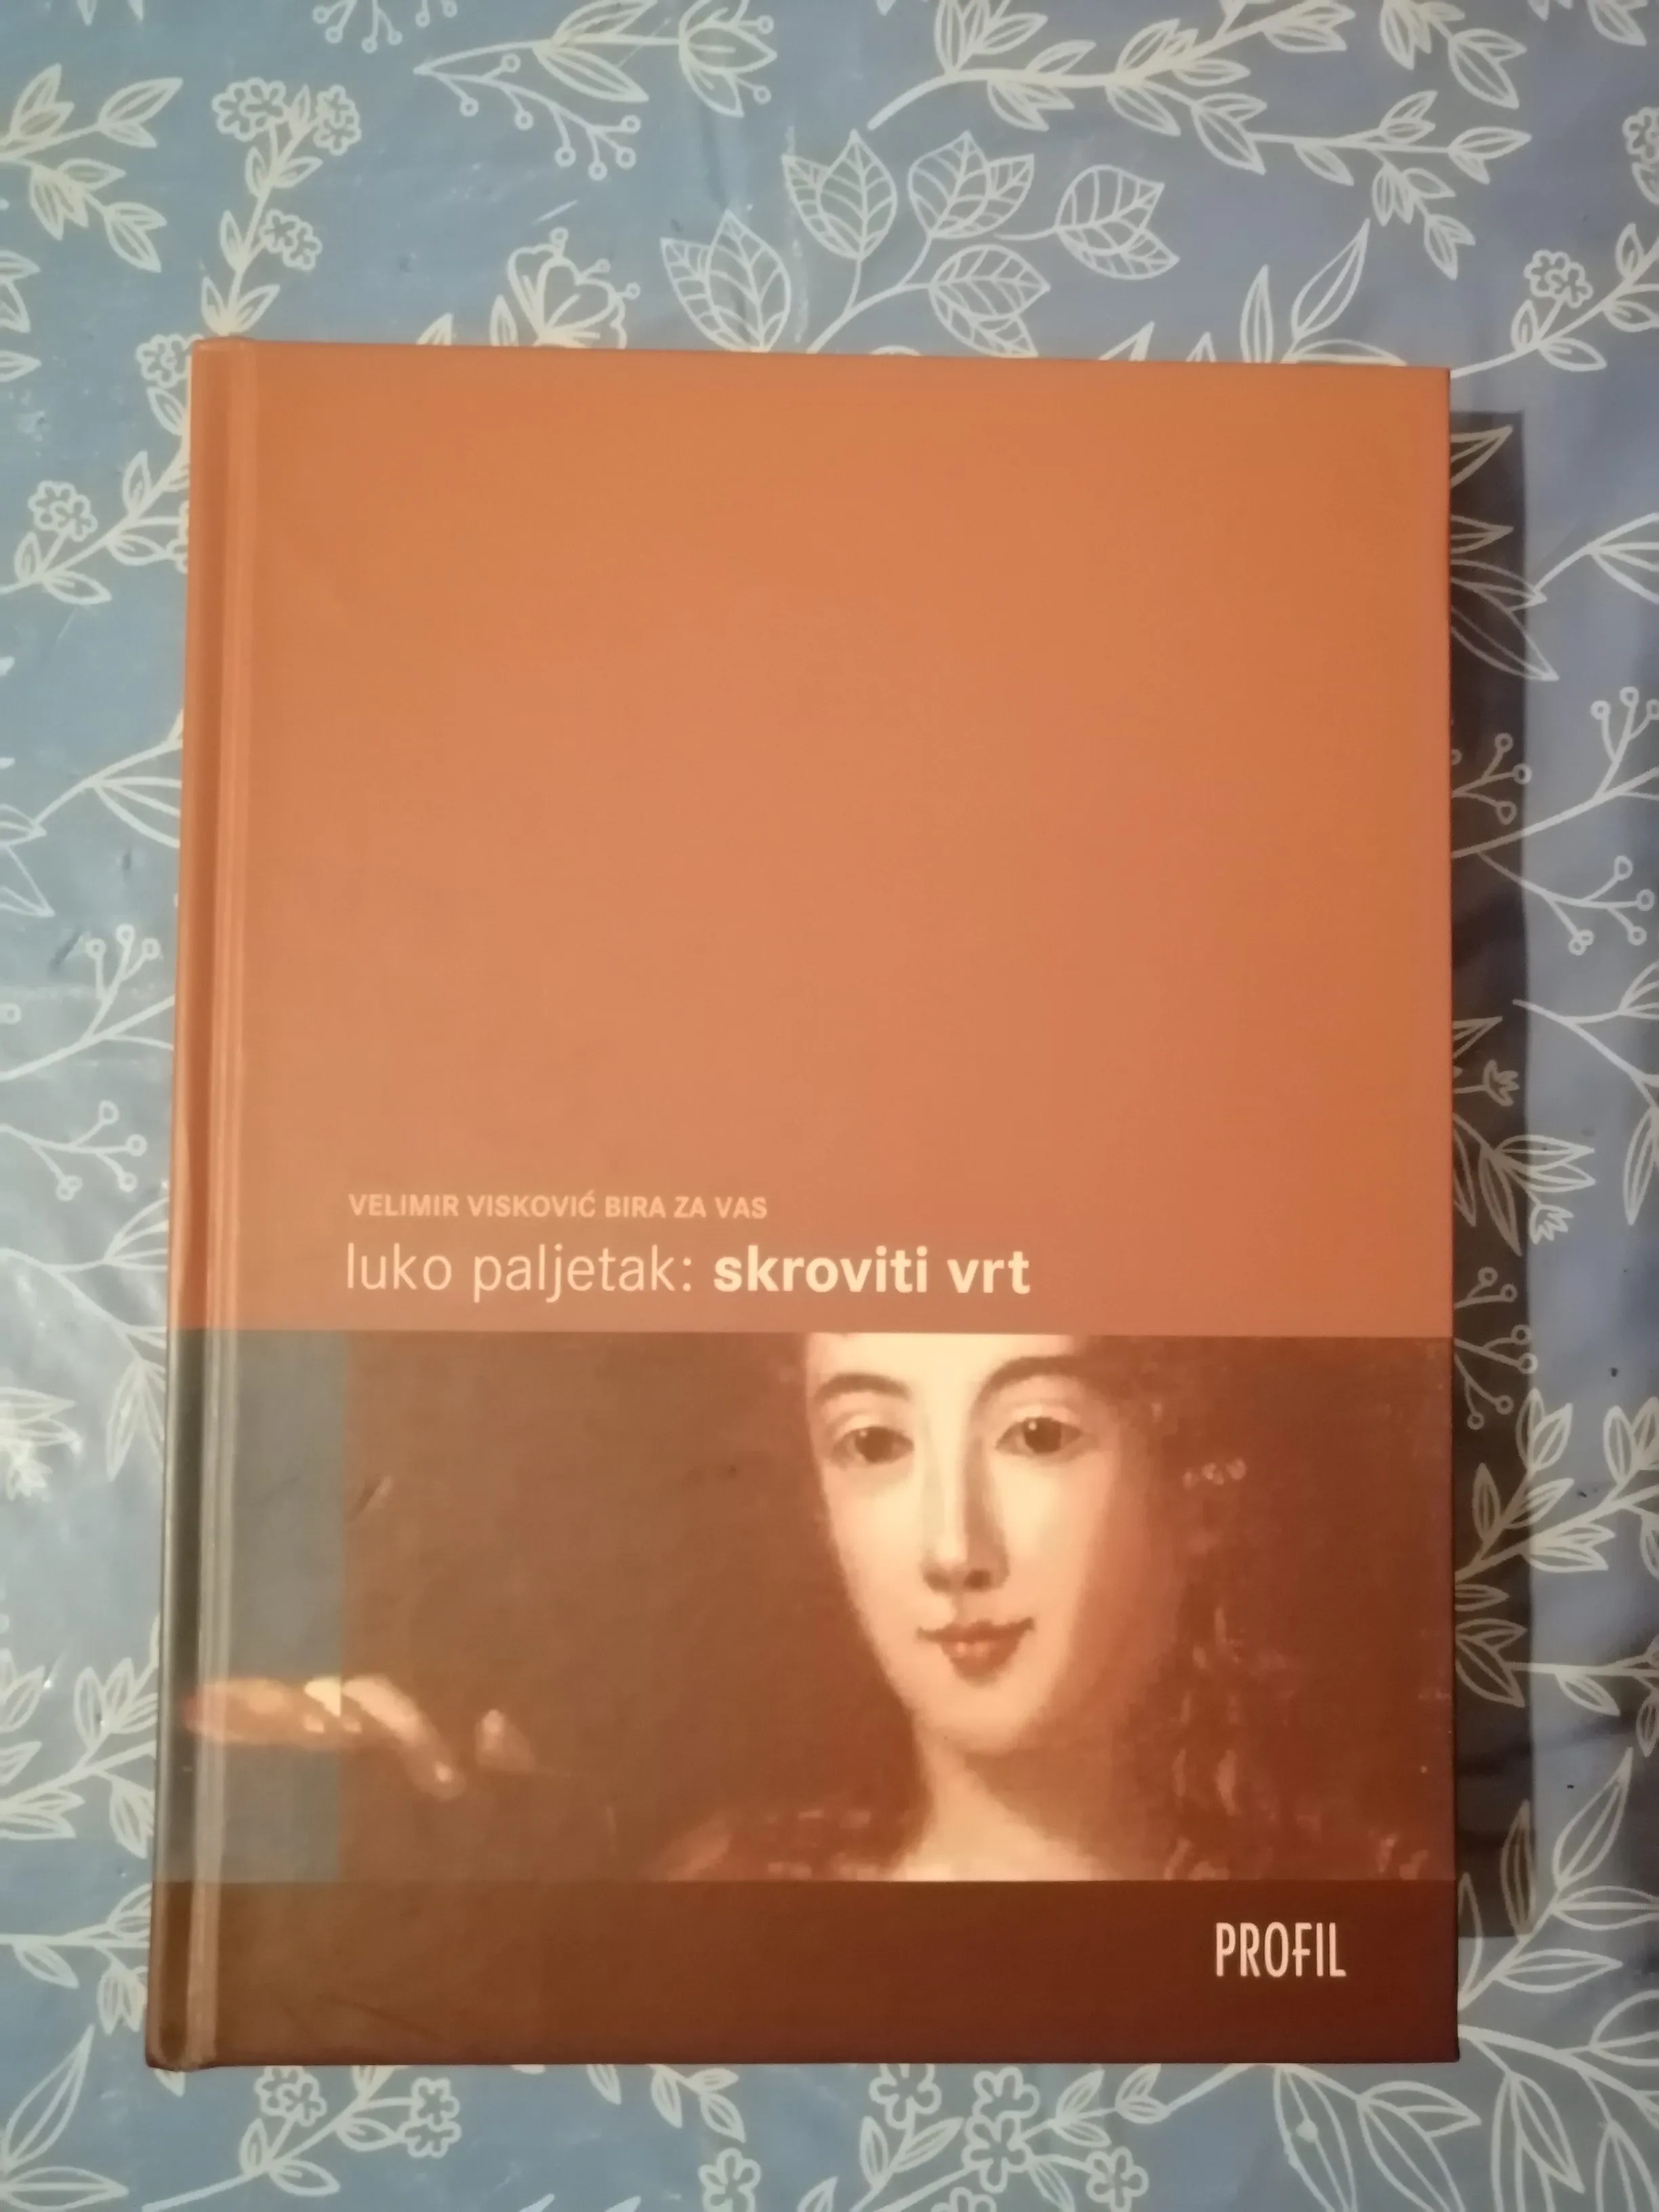 VELIMIR VISKOVIĆ BIRA ZA VAS
luko paljetak: skroviti vrt
PROFIL